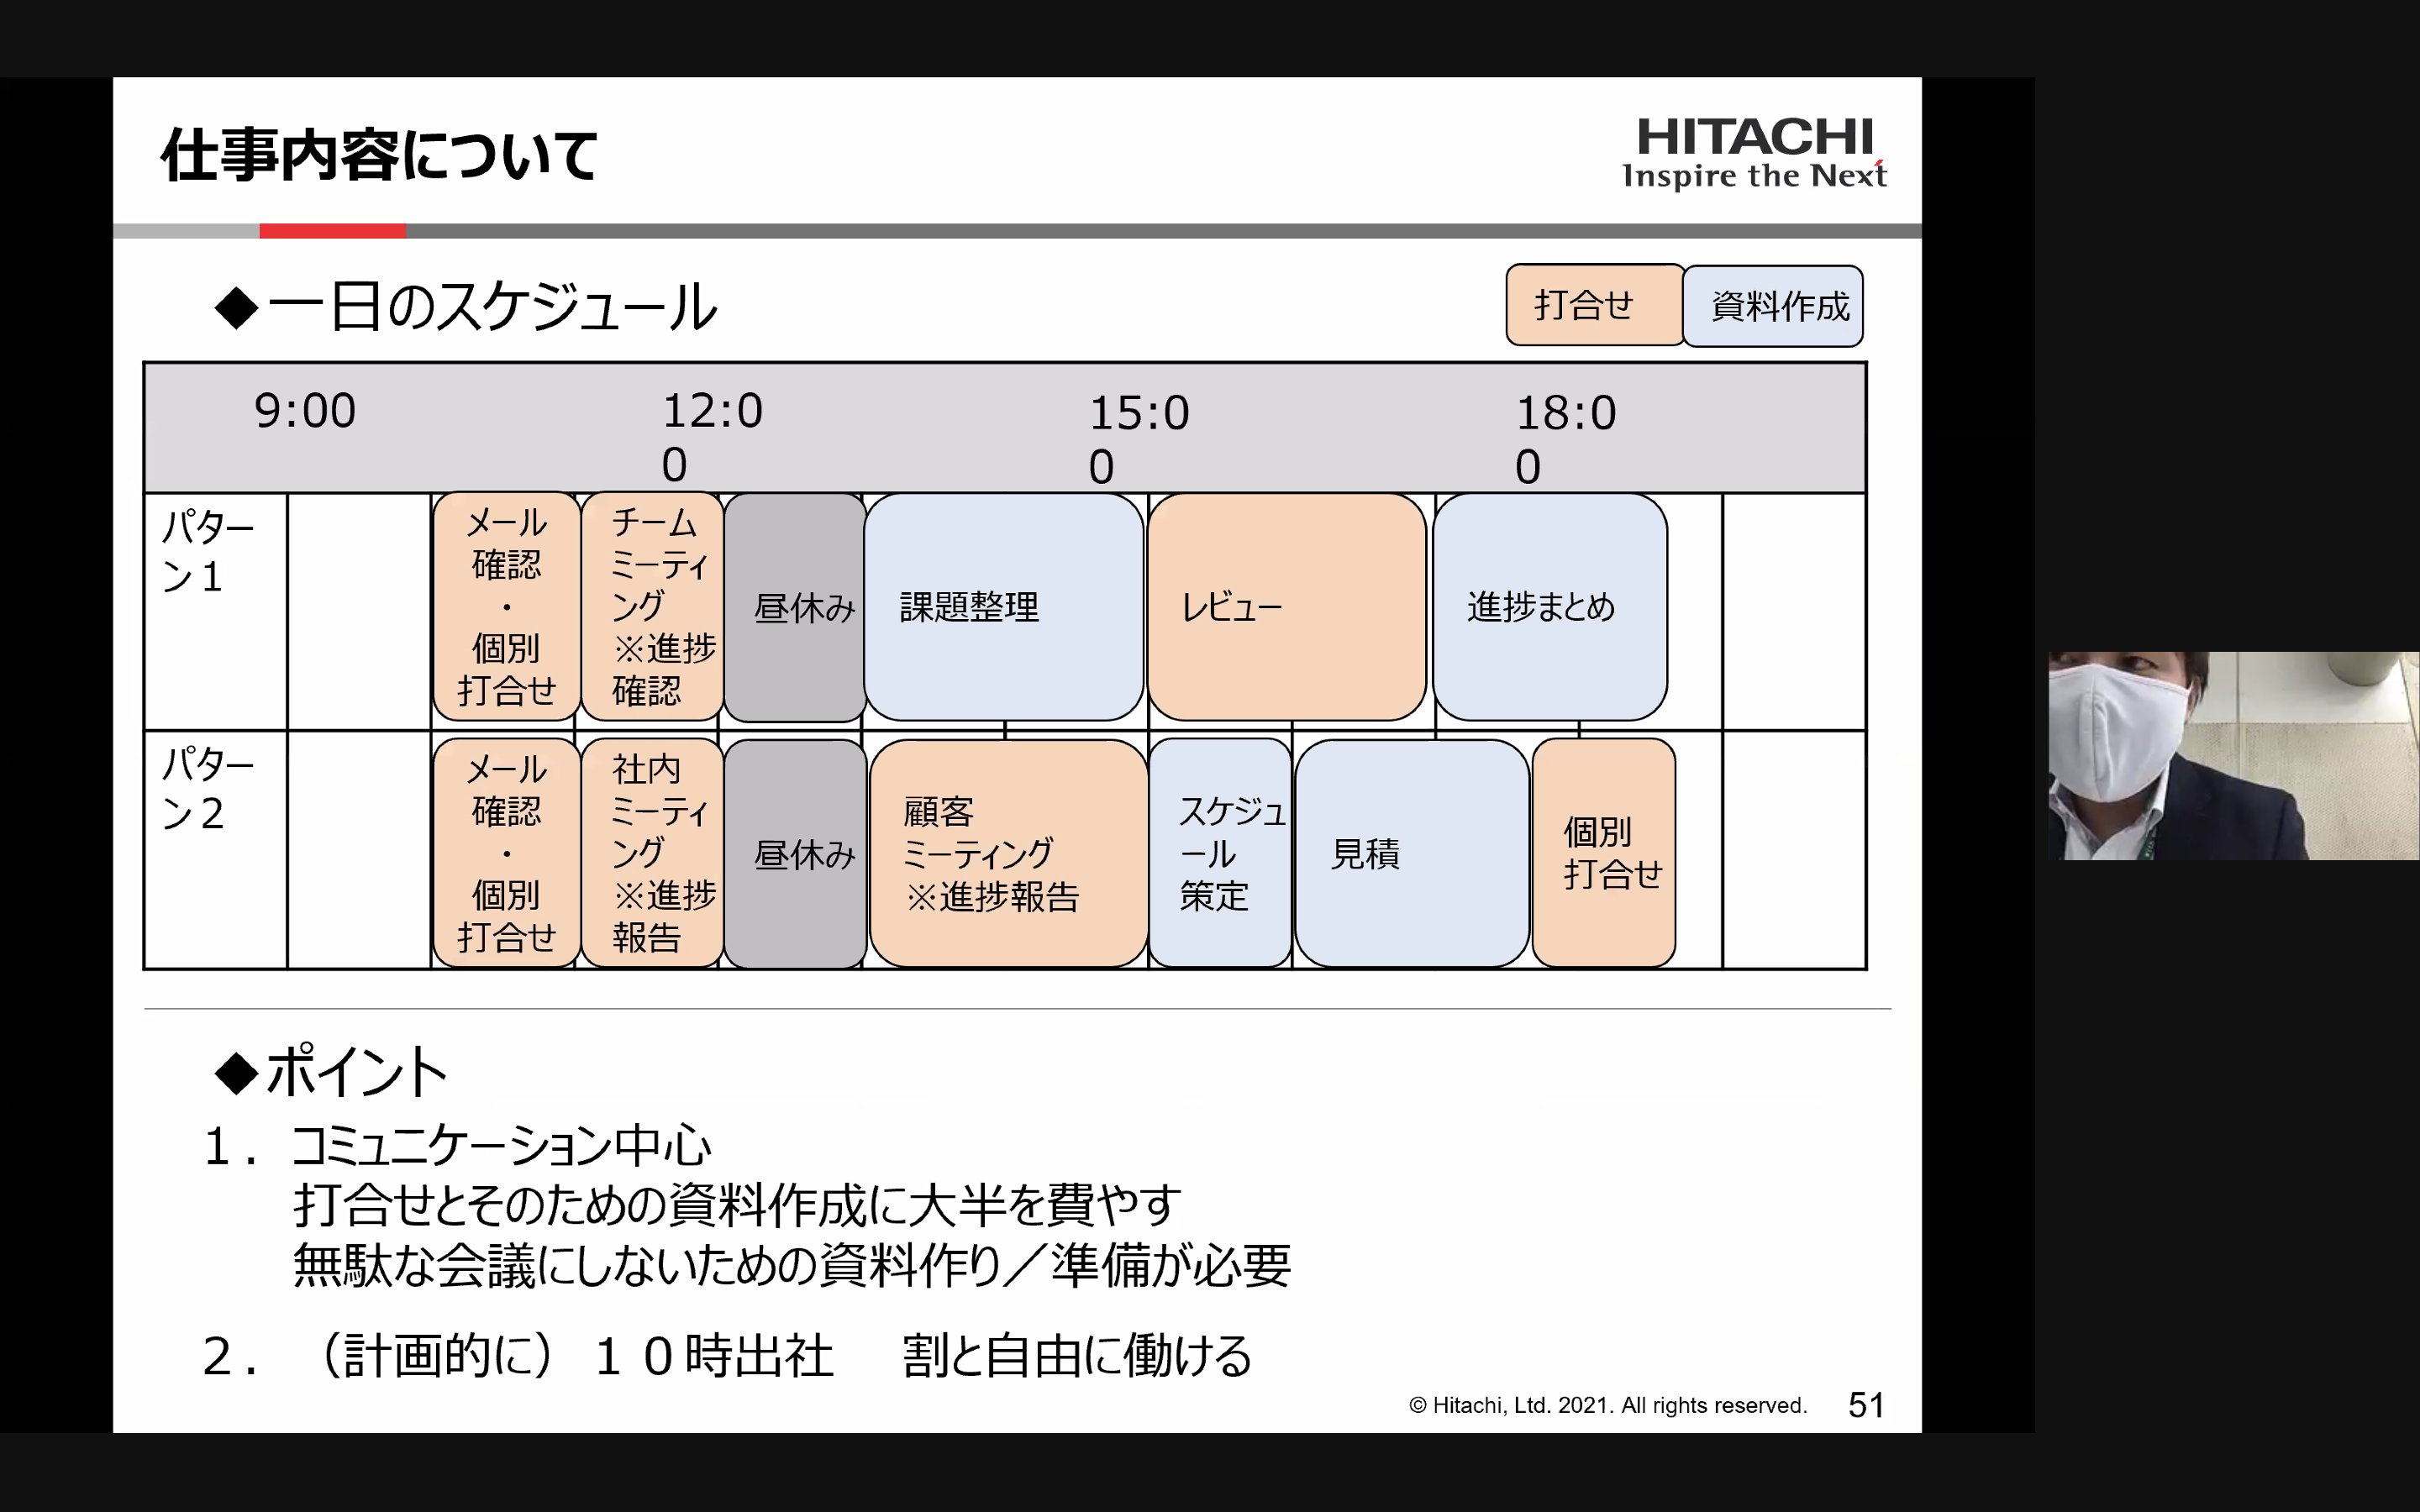 仕事内容について
HITACHI
Inspire the Next
◆一日のスケジュール
打合せ
資料作成
9:00
12:0
0
15:0
0
18:0
0
パター
ン１
メール
確認
・
個別
打合せ
チーム
ミーティ
ング
※進捗
確認
昼休み
課題整理
レビュー
進捗まとめ
パター
ン２
メール
確認
・
個別
打合せ
社内
ミーティ
ング
※進捗
報告
昼休み
顧客
ミーティング
※進捗報告
スケジュ
ール
策定
見積
個別
打合せ
◆ポイント
１．コミュニケーション中心
打合せとそのための資料作成に大半を費やす
無駄な会議にしないための資料作り／準備が必要
２．（計画的に）１０時出社　割と自由に働ける
© Hitachi, Ltd. 2021. All rights reserved.
51